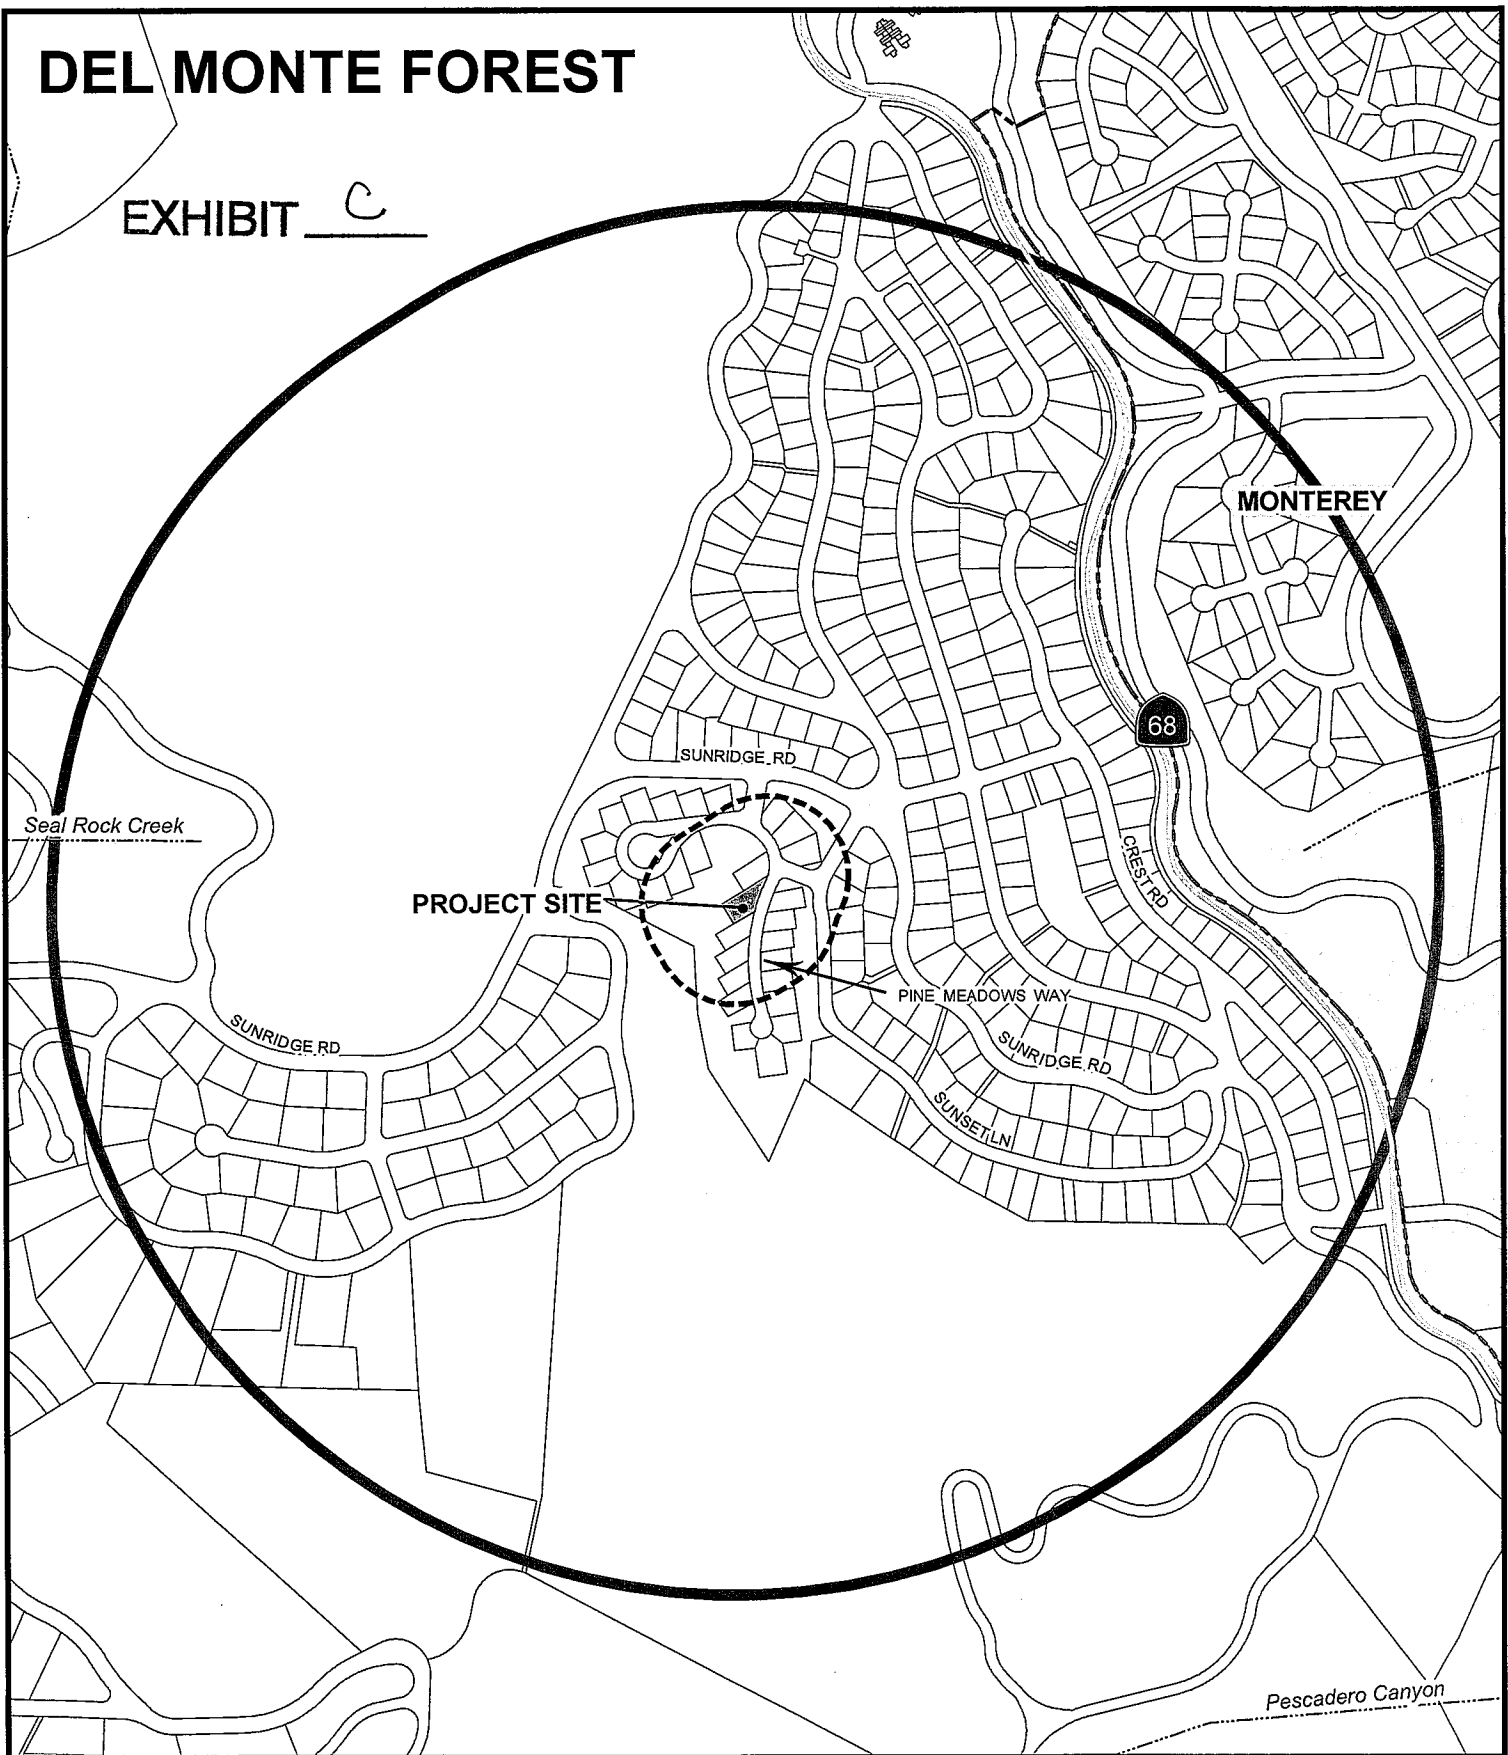 DEL MONTE FOREST
EXHIBIT C
MONTEREY
68
SUNRIDGE RD
Seal Rock Creek
CREST RD
PROJECT SITE
PINE MEADOWS WAY
SUNRIDGE RD
SUNRIDGE RD
SUNSET LN
Pescadero Canyon